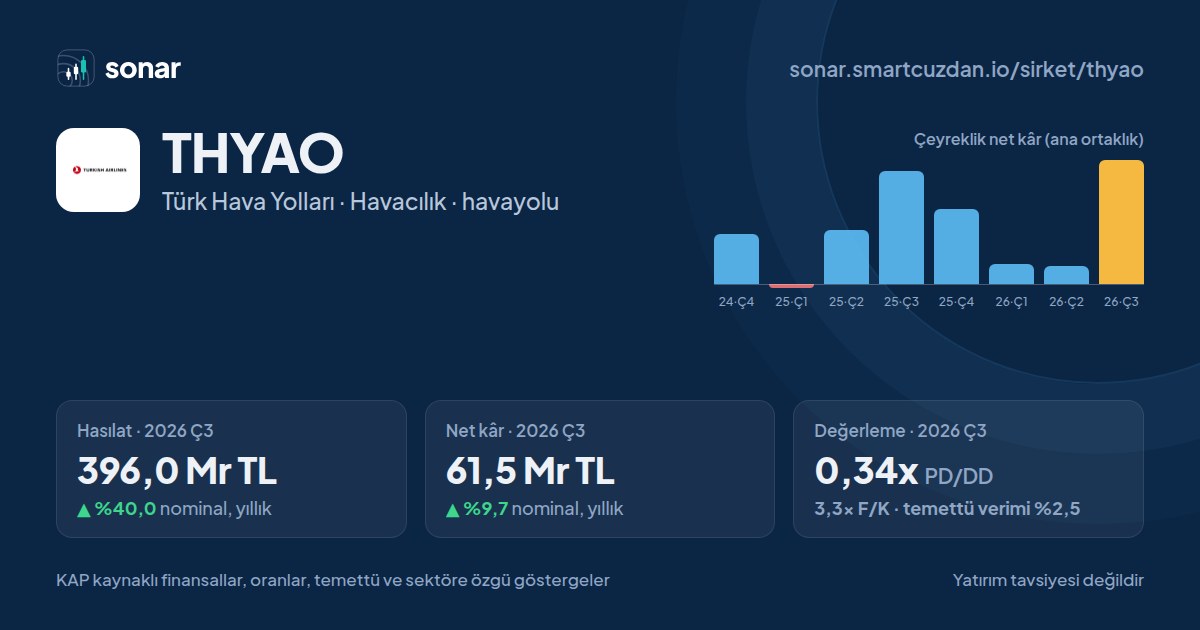 sonar
sonar.smartcuzdan.io/sirket/thyao
TURKISH AIRLINES
THYAO
Türk Hava Yolları · Havacılık · havayolu
Çeyreklik net kâr (ana ortaklık)
24·Ç4 25·Ç1 25·Ç2 25·Ç3 25·Ç4 26·Ç1 26·Ç2 26·Ç3
Hasılat · 2026 Ç3
396,0 Mr TL
▲ %40,0 nominal, yıllık
Net kâr · 2026 Ç3
61,5 Mr TL
▲ %9,7 nominal, yıllık
Değerleme · 2026 Ç3
0,34x PD/DD
3,3× F/K · temettü verimi %2,5
KAP kaynaklı finansallar, oranlar, temettü ve sektöre özgü göstergeler
Yatırım tavsiyesi değildir